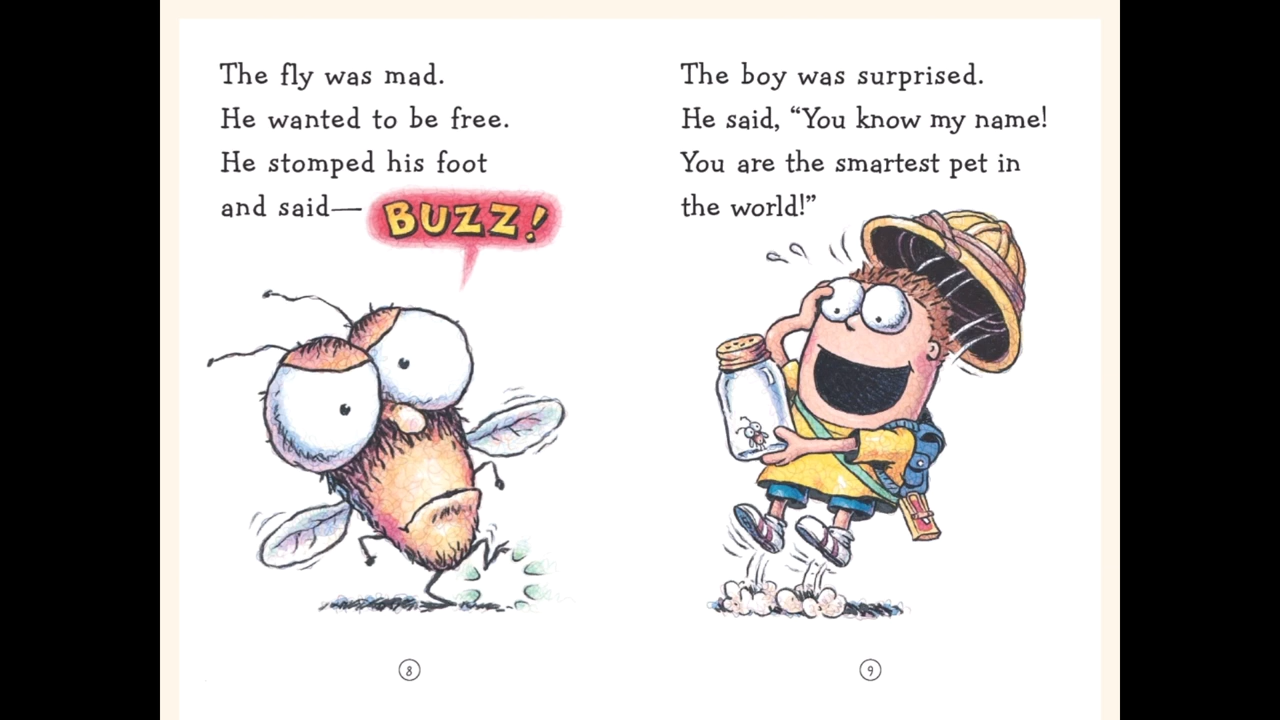 The fly was mad.
He wanted to be free.
He stomped his foot
and said—
BUZZ!
8
The boy was surprised.
He said, “You know my name!
You are the smartest pet in
the world!”
9